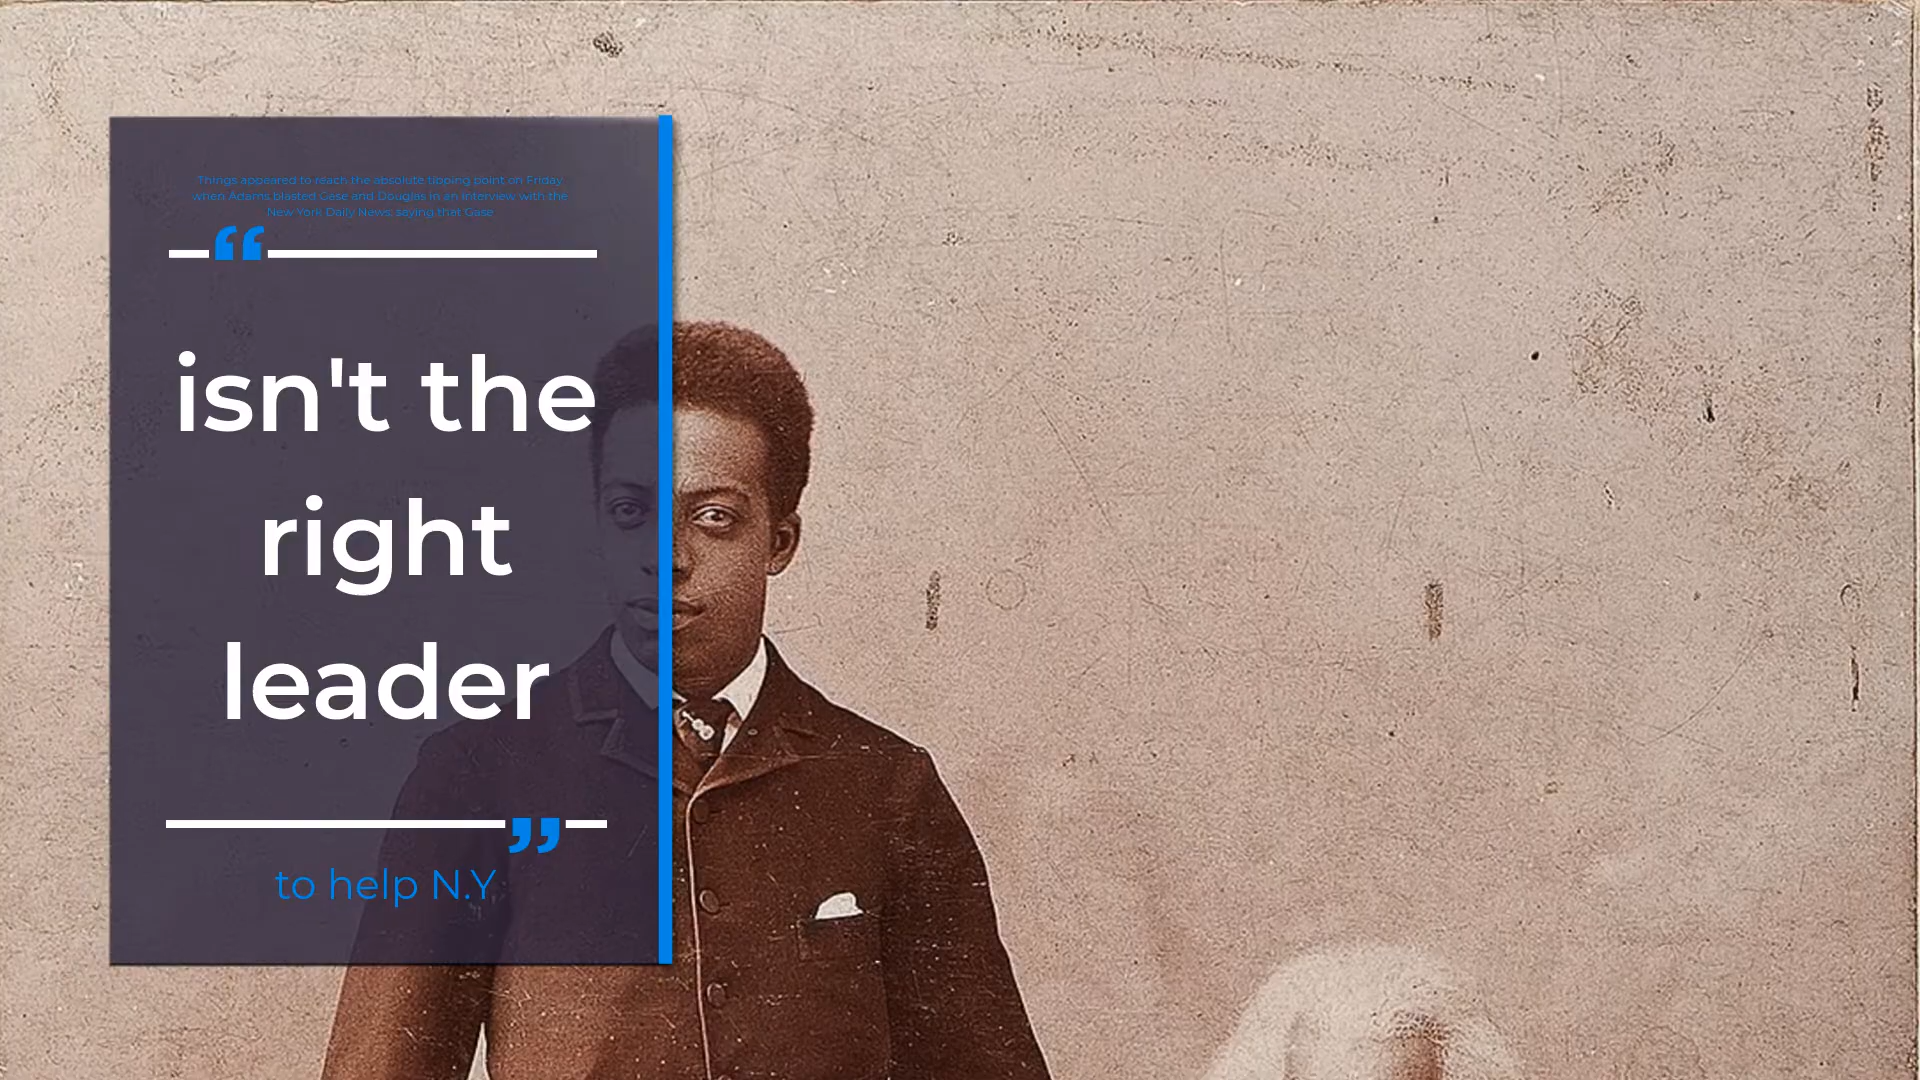 Things appeared to reach the absolute tipping point on Friday
when Adams blasted Gase and Douglas in an interview with the
New York Daily News, saying that Gase
“
isn't the
right
leader
”
to help N.Y